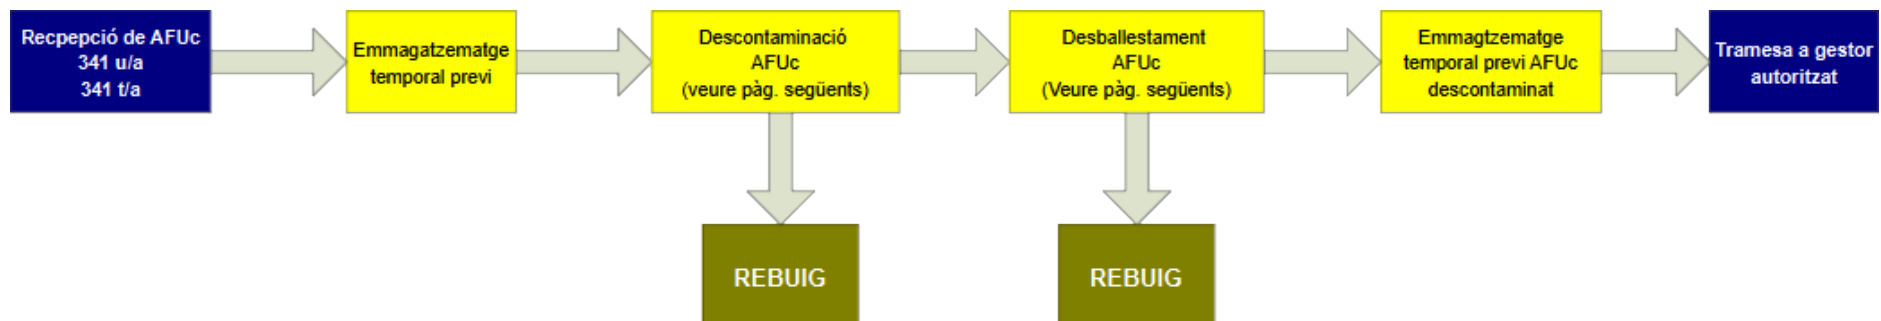 Recpepció de AFUc
341 u/a
341 t/a
Emmagatzematge
temporal previ
Descontaminació
AFUc
(veure pàg. següents)
Desballestament
AFUc
(Veure pàg. següents)
Emmagtzematge
temporal previ AFUc
descontaminat
Tramesa a gestor
autoritzat
REBUIG
REBUIG